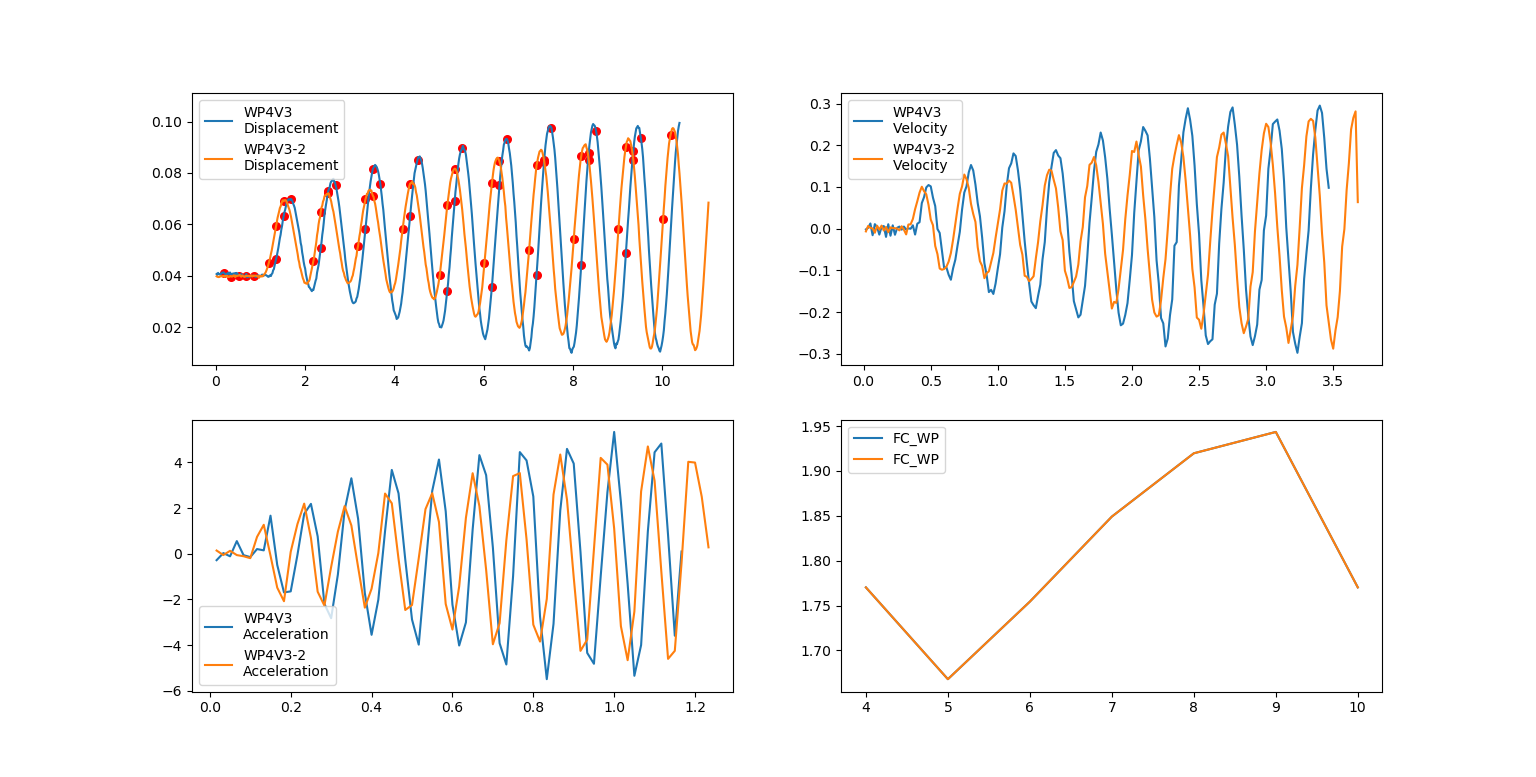 WP4V3
Displacement
WP4V3-2
Displacement
0.10
0.08
0.06
0.04
0.02
0 2 4 6 8 10
WP4V3
Velocity
WP4V3-2
Velocity
0.3
0.2
0.1
0.0
−0.1
−0.2
−0.3
0.0 0.5 1.0 1.5 2.0 2.5 3.0 3.5
4
2
0
−2
−4
−6
WP4V3
Acceleration
WP4V3-2
Acceleration
0.0 0.2 0.4 0.6 0.8 1.0 1.2
FC_WP
FC_WP
1.95
1.90
1.85
1.80
1.75
1.70
4 5 6 7 8 9 10